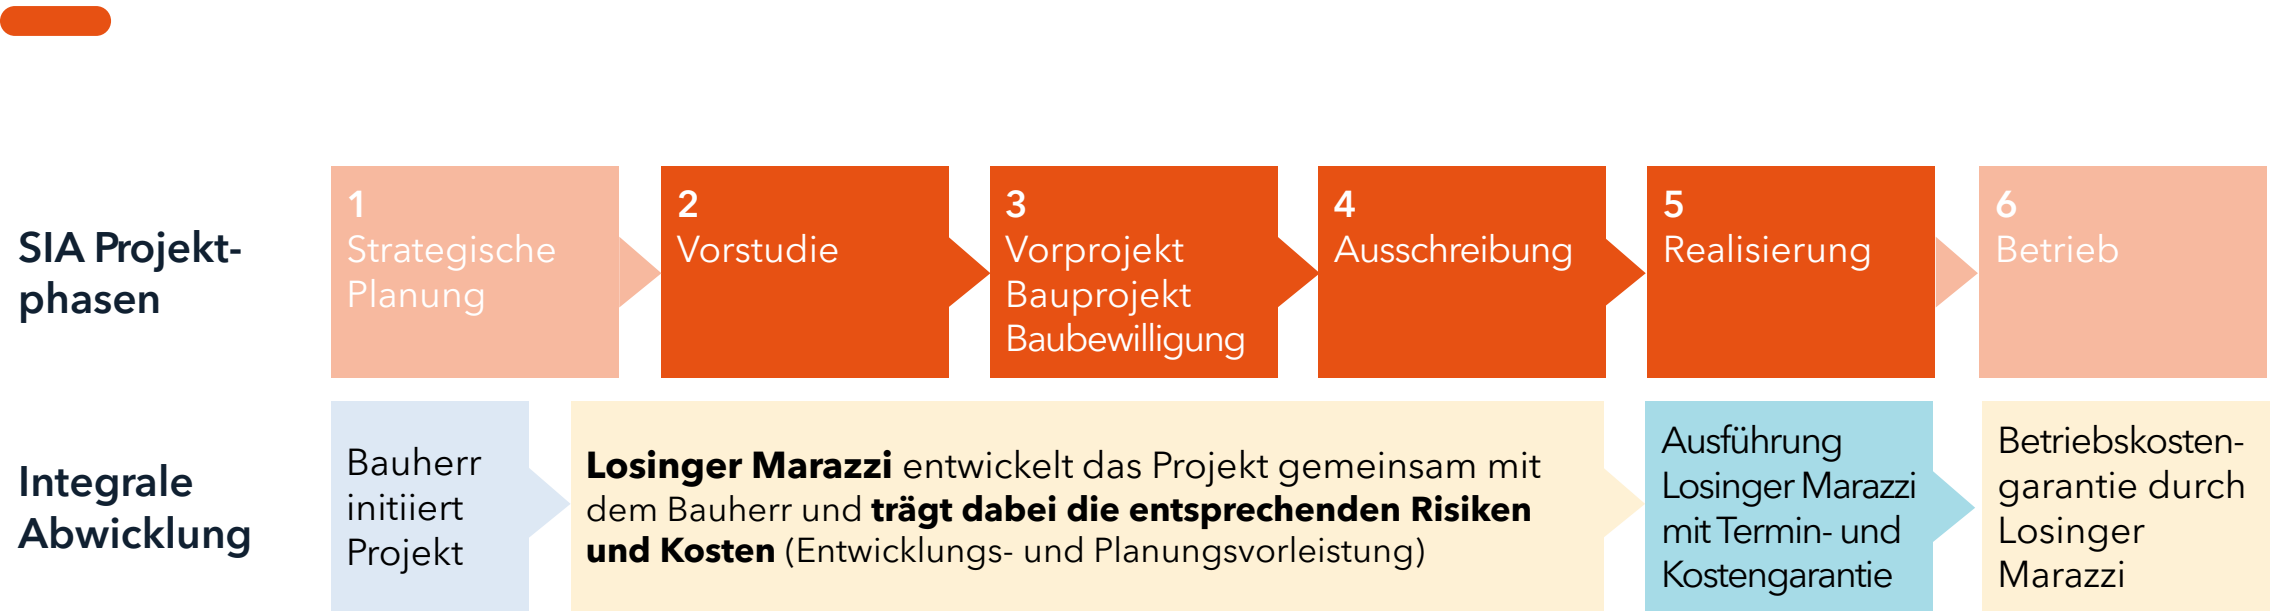 SIA Projekt-
phasen
1
Strategische
Planung
2
Vorstudie
3
Vorprojekt
Bauprojekt
Baubewilligung
4
Ausschreibung
5
Realisierung
6
Betrieb
Integrale
Abwicklung
Bauherr
initiiert
Projekt
Losinger Marazzi entwickelt das Projekt gemeinsam mit
dem Bauherr und trägt dabei die entsprechenden Risiken
und Kosten (Entwicklungs- und Planungsvorleistung)
Ausführung
Losinger Marazzi
mit Termin- und
Kostengarantie
Betriebskosten-
garantie durch
Losinger
Marazzi